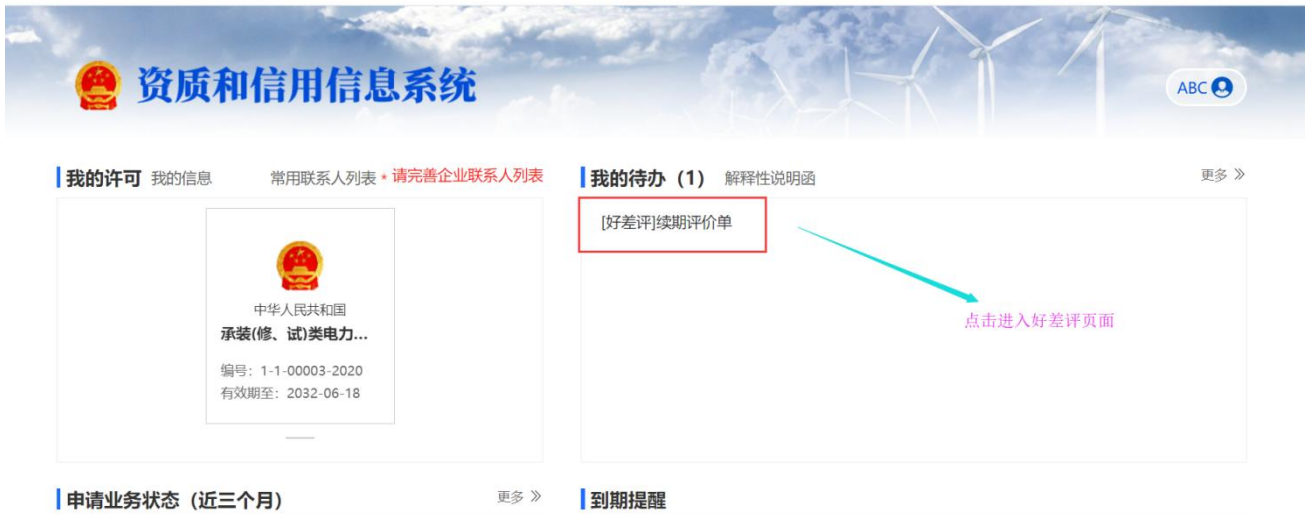 资质和信用信息系统
ABC
我的许可 我的信息 常用联系人列表 * 请完善企业联系人列表
中华人民共和国
承装(修、试)类电力...
编号：1-1-00003-2020
有效期至：2032-06-18
我的待办（1） 解释性说明函 更多 》
[好差评]续期评价单
点击进入好差评页面
申请业务状态（近三个月） 更多 》
到期提醒